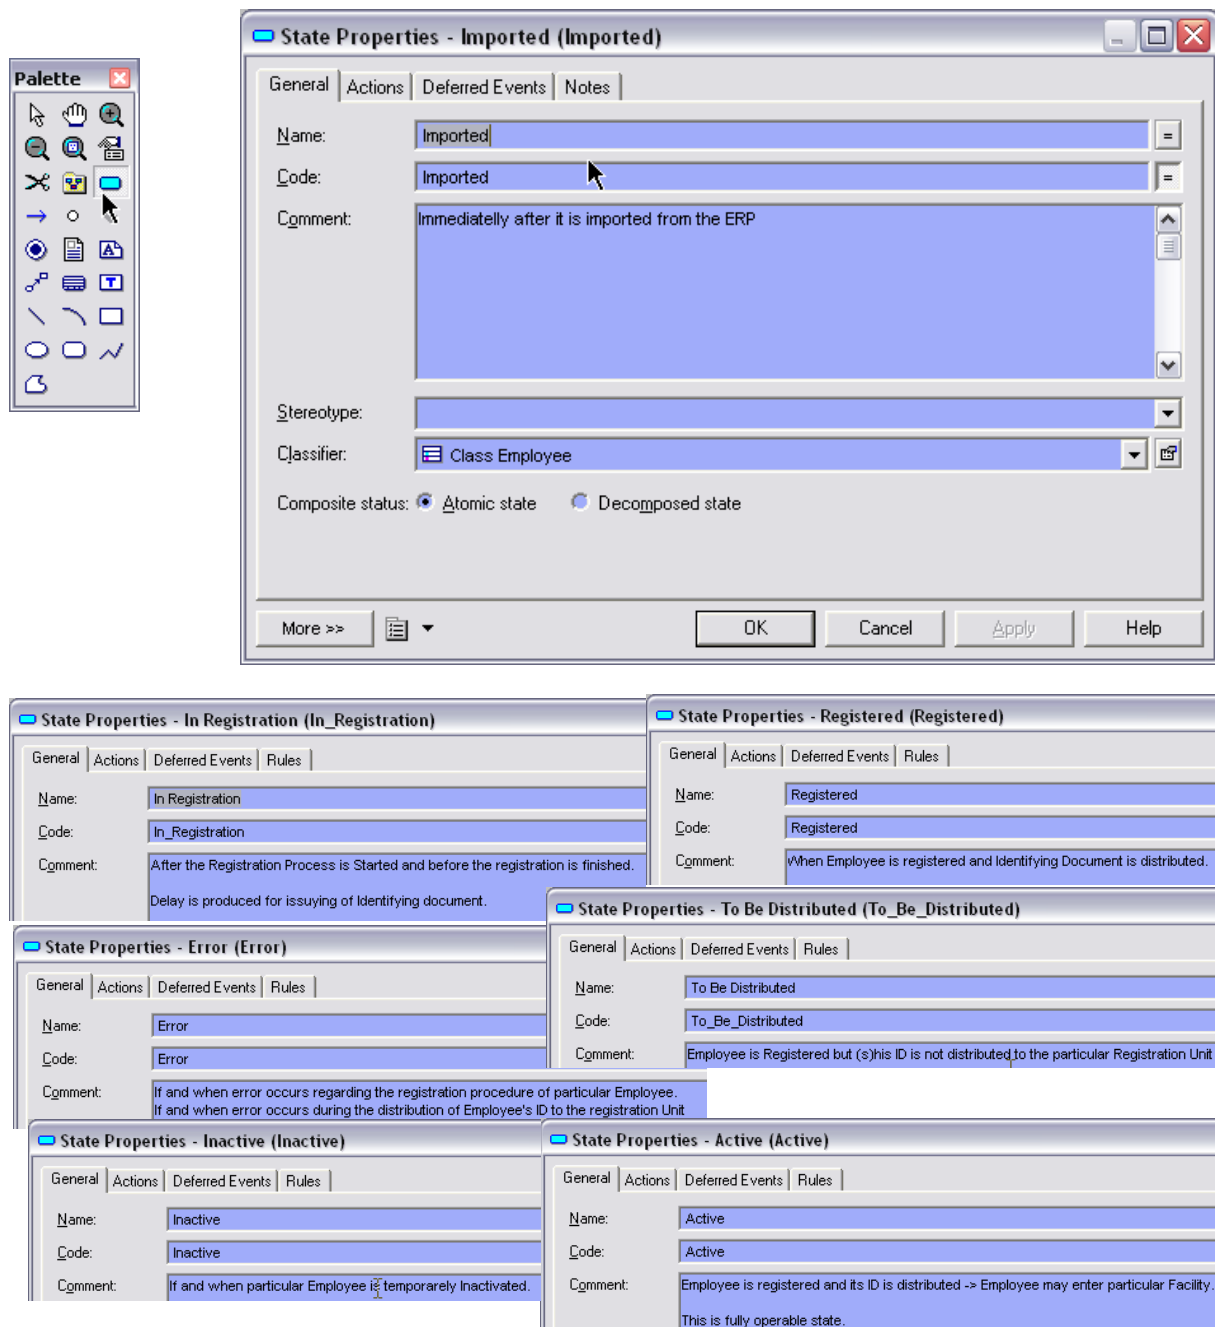 Palette
State Properties - Imported (Imported)
General Actions Deferred Events Notes
Name: Imported =
Code: Imported =
Comment: Immediatelly after it is imported from the ERP
Stereotype:
Classifier: Class Employee
Composite status: Atomic state Decomposed state
More >> OK Cancel Apply Help
State Properties - In Registration (In_Registration)
General Actions Deferred Events Rules
Name: In Registration
Code: In_Registration
Comment: After the Registration Process is Started and before the registration is finished.
Delay is produced for issuying of Identifying document.
State Properties - Registered (Registered)
General Actions Deferred Events Rules
Name: Registered
Code: Registered
Comment: When Employee is registered and Identifying Document is distributed.
State Properties - To Be Distributed (To_Be_Distributed)
General Actions Deferred Events Rules
Name: To Be Distributed
Code: To_Be_Distributed
Comment: Employee is Registered but (s)his ID is not distributed to the particular Registration Unit
State Properties - Error (Error)
General Actions Deferred Events Rules
Name: Error
Code: Error
Comment: If and when error occurs regarding the registration procedure of particular Employee.
If and when error occurs during the distribution of Employee's ID to the registration Unit
State Properties - Inactive (Inactive)
General Actions Deferred Events Rules
Name: Inactive
Code: Inactive
Comment: If and when particular Employee is temporarely Inactivated.
State Properties - Active (Active)
General Actions Deferred Events Rules
Name: Active
Code: Active
Comment: Employee is registered and its ID is distributed -> Employee may enter particular Facility.
This is fully operable state.